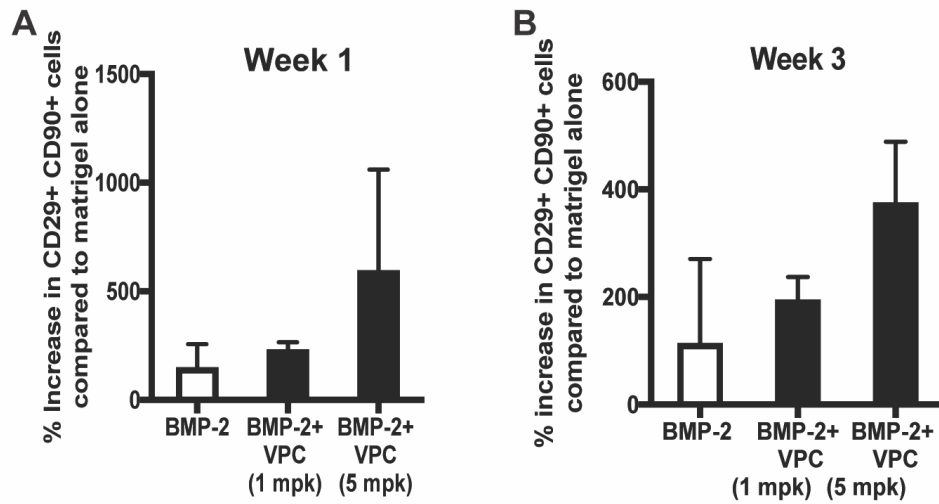 A
Week 1
% Increase in CD29+ CD90+ cells
compared to matrigel alone
1500
1000
500
0
BMP-2
BMP-2+
VPC
(1 mpk)
BMP-2+
VPC
(5 mpk)
B
Week 3
% increase in CD29+ CD90+ cells
compared to matrigel alone
600
400
200
0
BMP-2
BMP-2+
VPC
(1 mpk)
BMP-2+
VPC
(5 mpk)